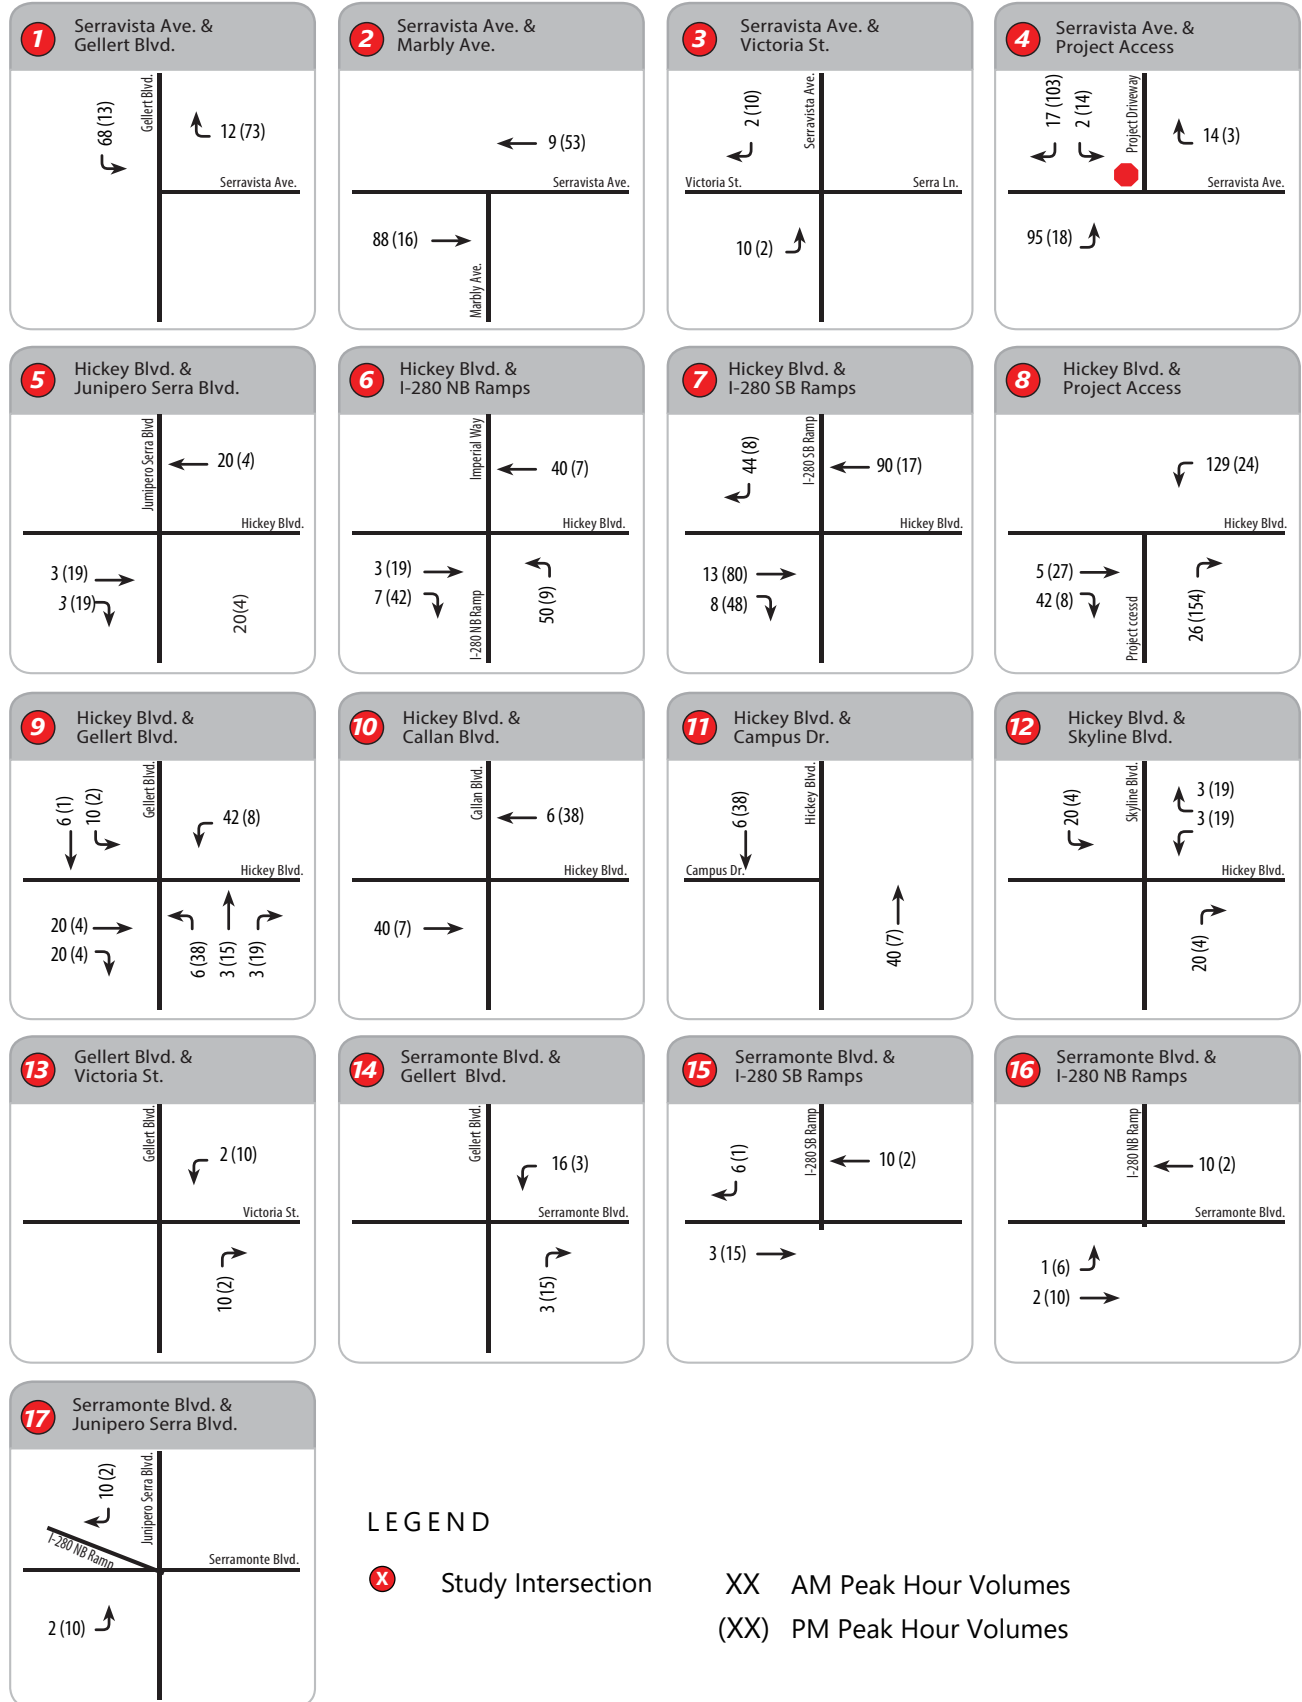 1
Serravista Ave. &
Gellert Blvd.
68 (13)
Gellert Blvd.
12 (73)
Serravista Ave.
2
Serravista Ave. &
Marbly Ave.
9 (53)
Serravista Ave.
88 (16)
Marbly Ave.
3
Serravista Ave. &
Victoria St.
2 (10)
Serravista Ave.
Victoria St.
Serra Ln.
10 (2)
4
Serravista Ave. &
Project Access
17 (103)
2 (14)
Project Driveway
14 (3)
Serravista Ave.
95 (18)
5
Hickey Blvd. &
Junipero Serra Blvd.
Jumipero Serra Blvd
20 (4)
Hickey Blvd.
3 (19)
3 (19)
20(4)
6
Hickey Blvd. &
I-280 NB Ramps
Imperial Way
40 (7)
Hickey Blvd.
3 (19)
7 (42)
I-280 NB Ramp
50 (9)
7
Hickey Blvd. &
I-280 SB Ramps
44 (8)
I-280 SB Ramp
90 (17)
Hickey Blvd.
13 (80)
8 (48)
8
Hickey Blvd. &
Project Access
129 (24)
Hickey Blvd.
5 (27)
42 (8)
Project ccessd
26 (154)
9
Hickey Blvd. &
Gellert Blvd.
6 (1)
10 (2)
Gellert Blvd.
42 (8)
Hickey Blvd.
20 (4)
20 (4)
6 (38)
3 (15)
3 (19)
10
Hickey Blvd. &
Callan Blvd.
Callan Blvd.
6 (38)
Hickey Blvd.
40 (7)
11
Hickey Blvd. &
Campus Dr.
6 (38)
Hickey Blvd.
Campus Dr.
40 (7)
12
Hickey Blvd. &
Skyline Blvd.
20 (4)
Skyline Blvd.
3 (19)
3 (19)
Hickey Blvd.
20 (4)
13
Gellert Blvd. &
Victoria St.
Gellert Blvd.
2 (10)
Victoria St.
10 (2)
14
Serramonte Blvd. &
Gellert Blvd.
Gellert Blvd.
16 (3)
Serramonte Blvd.
3 (15)
15
Serramonte Blvd. &
I-280 SB Ramps
6 (1)
I-280 SB Ramp
10 (2)
3 (15)
16
Serramonte Blvd. &
I-280 NB Ramps
I-280 NB Ramp
10 (2)
Serramonte Blvd.
1 (6)
2 (10)
17
Serramonte Blvd. &
Junipero Serra Blvd.
10 (2)
Junipero Serra Blvd.
I-280 NB Ramp
Serramonte Blvd.
2 (10)
LEGEND
X Study Intersection
XX AM Peak Hour Volumes
(XX) PM Peak Hour Volumes